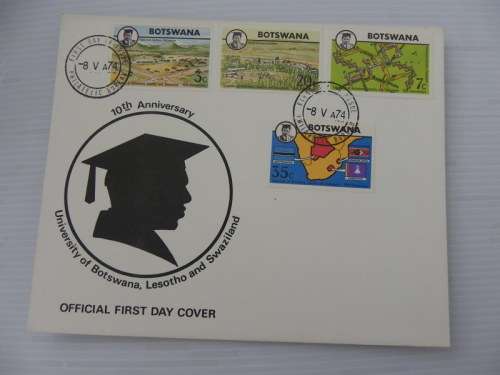 BOTSWANA
5c
BOTSWANA
20c
BOTSWANA
7c
-8 V A74
-8 V A74
BOTSWANA
35c
10th Anniversary
University of Botswana, Lesotho and Swaziland
OFFICIAL FIRST DAY COVER